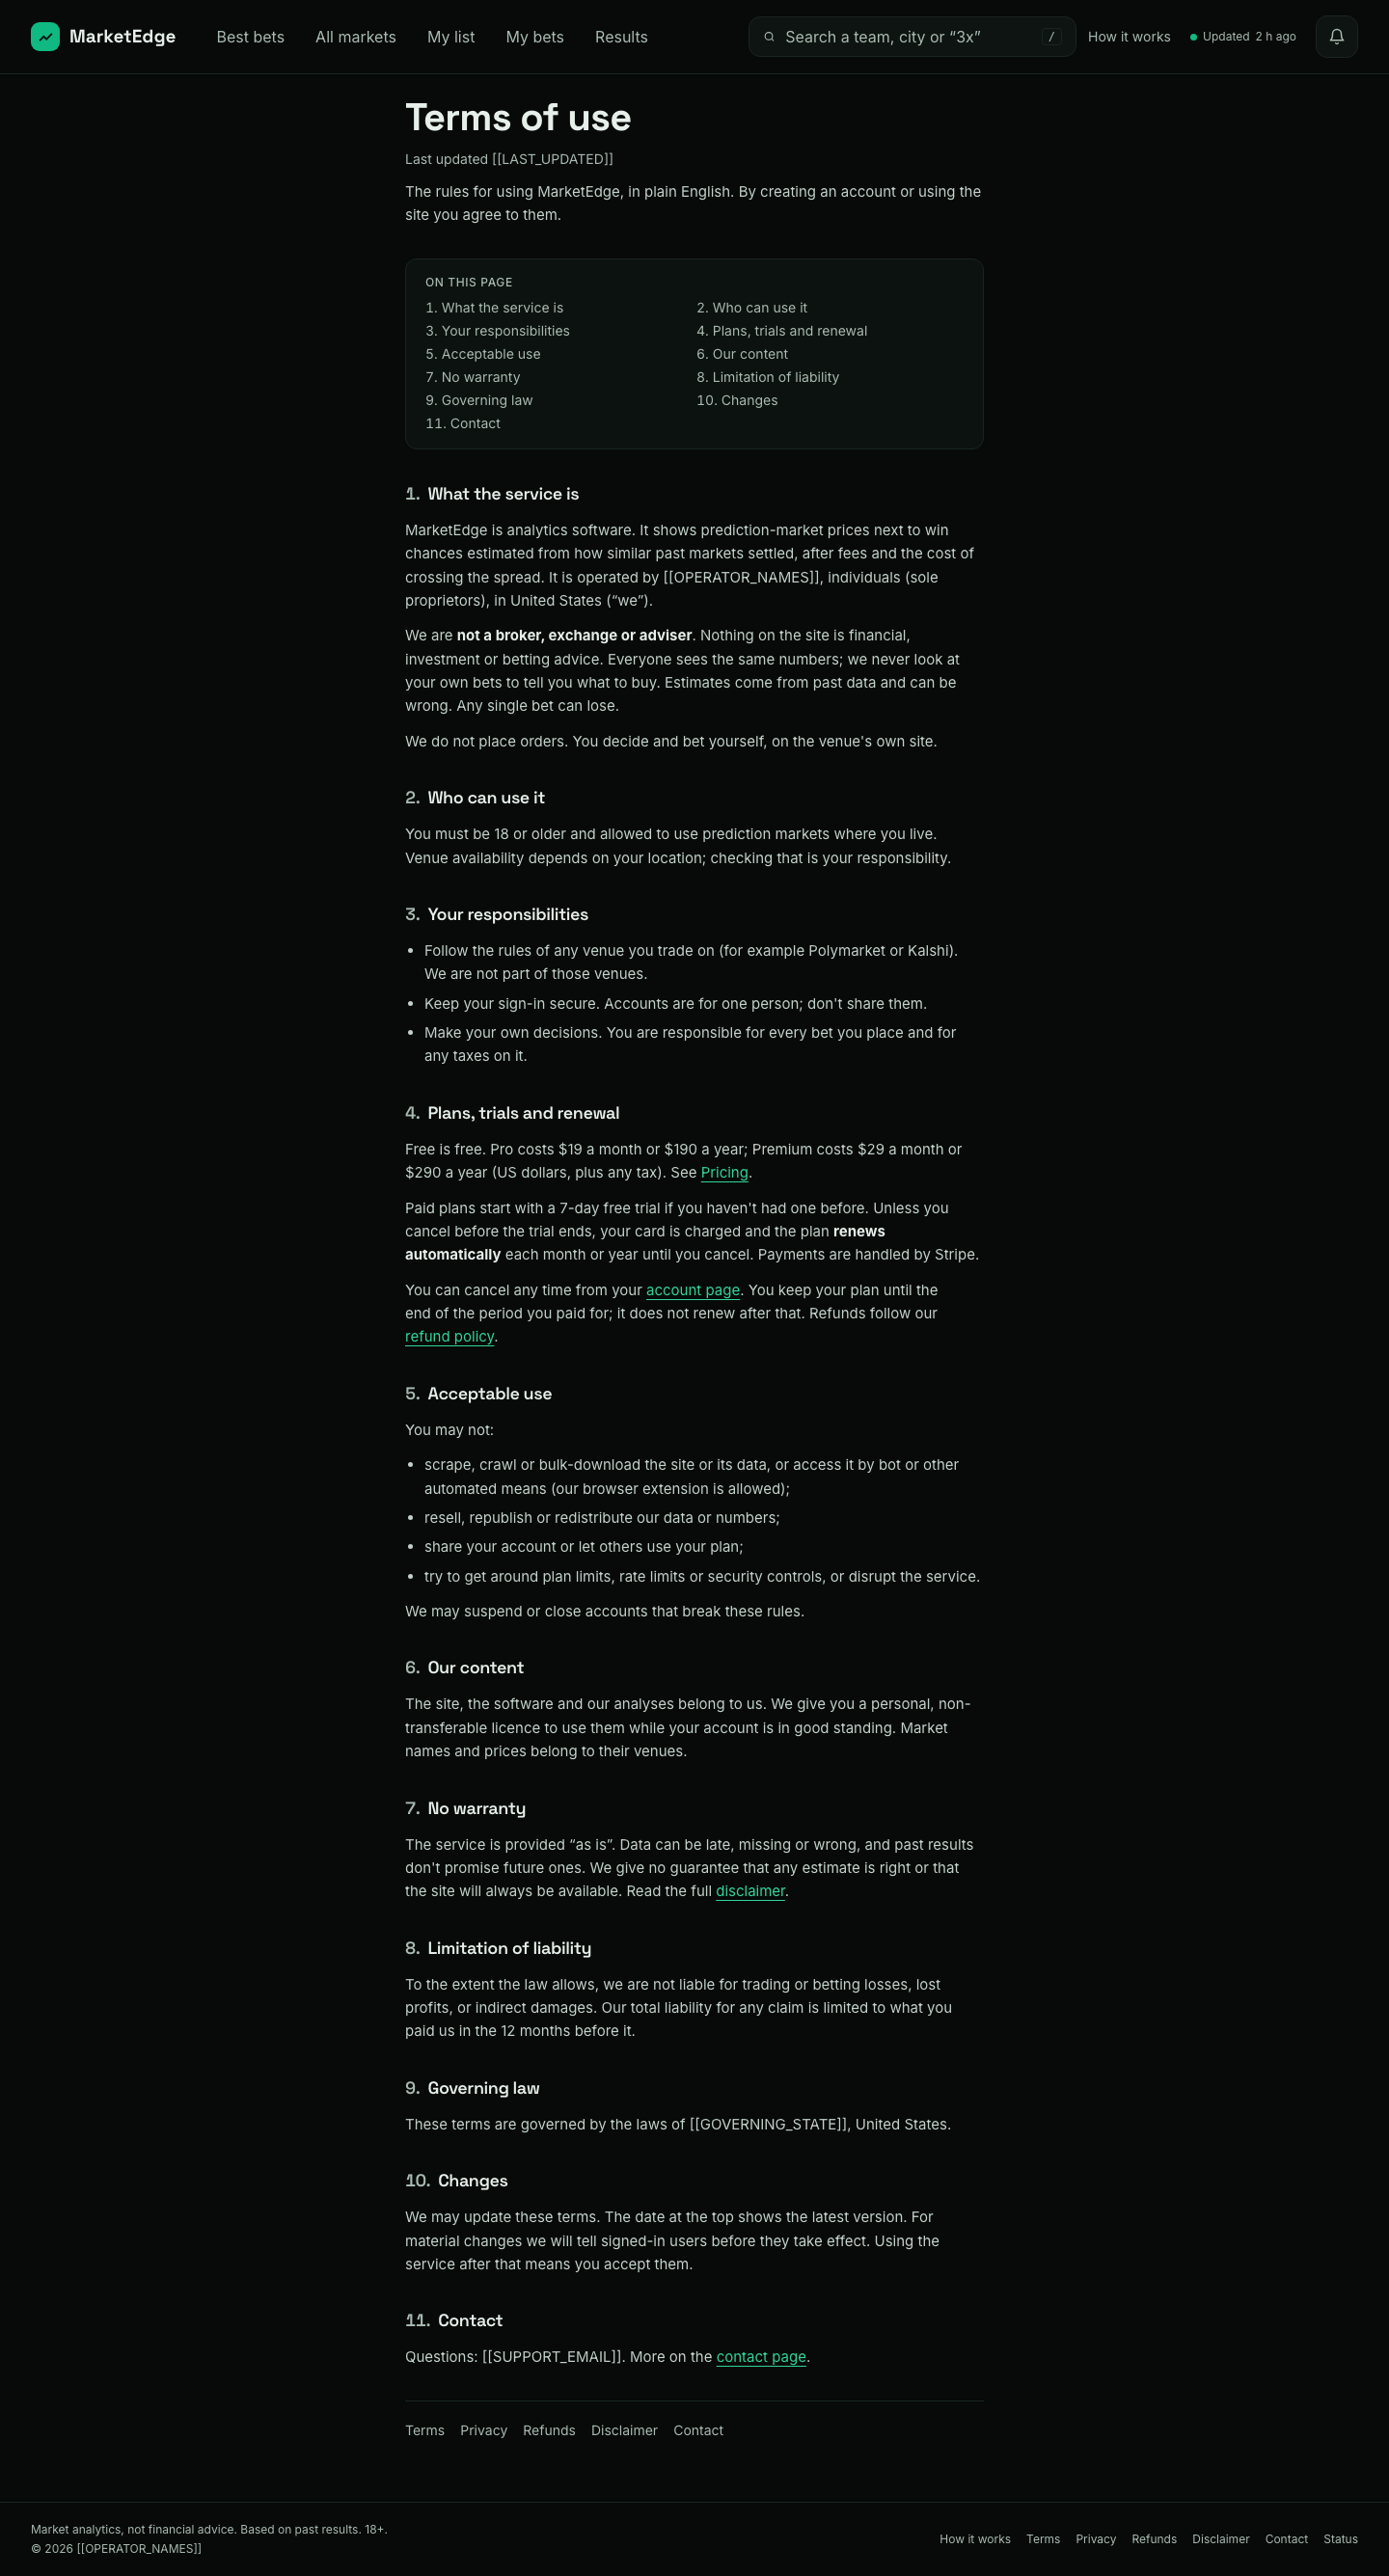 MarketEdge
Best bets
All markets
My list
My bets
Results
Search a team, city or “3x”
/
How it works
Updated 2 h ago
Terms of use
Last updated [[LAST_UPDATED]]
The rules for using MarketEdge, in plain English. By creating an account or using the
site you agree to them.
ON THIS PAGE
1. What the service is
2. Who can use it
3. Your responsibilities
4. Plans, trials and renewal
5. Acceptable use
6. Our content
7. No warranty
8. Limitation of liability
9. Governing law
10. Changes
11. Contact
1. What the service is
MarketEdge is analytics software. It shows prediction-market prices next to win
chances estimated from how similar past markets settled, after fees and the cost of
crossing the spread. It is operated by [[OPERATOR_NAMES]], individuals (sole
proprietors), in United States (“we”).
We are not a broker, exchange or adviser. Nothing on the site is financial,
investment or betting advice. Everyone sees the same numbers; we never look at
your own bets to tell you what to buy. Estimates come from past data and can be
wrong. Any single bet can lose.
We do not place orders. You decide and bet yourself, on the venue's own site.
2. Who can use it
You must be 18 or older and allowed to use prediction markets where you live.
Venue availability depends on your location; checking that is your responsibility.
3. Your responsibilities
• Follow the rules of any venue you trade on (for example Polymarket or Kalshi).
We are not part of those venues.
• Keep your sign-in secure. Accounts are for one person; don't share them.
• Make your own decisions. You are responsible for every bet you place and for
any taxes on it.
4. Plans, trials and renewal
Free is free. Pro costs $19 a month or $190 a year; Premium costs $29 a month or
$290 a year (US dollars, plus any tax). See Pricing.
Paid plans start with a 7-day free trial if you haven't had one before. Unless you
cancel before the trial ends, your card is charged and the plan renews
automatically each month or year until you cancel. Payments are handled by Stripe.
You can cancel any time from your account page. You keep your plan until the
end of the period you paid for; it does not renew after that. Refunds follow our
refund policy.
5. Acceptable use
You may not:
• scrape, crawl or bulk-download the site or its data, or access it by bot or other
automated means (our browser extension is allowed);
• resell, republish or redistribute our data or numbers;
• share your account or let others use your plan;
• try to get around plan limits, rate limits or security controls, or disrupt the service.
We may suspend or close accounts that break these rules.
6. Our content
The site, the software and our analyses belong to us. We give you a personal, non-
transferable licence to use them while your account is in good standing. Market
names and prices belong to their venues.
7. No warranty
The service is provided “as is”. Data can be late, missing or wrong, and past results
don't promise future ones. We give no guarantee that any estimate is right or that
the site will always be available. Read the full disclaimer.
8. Limitation of liability
To the extent the law allows, we are not liable for trading or betting losses, lost
profits, or indirect damages. Our total liability for any claim is limited to what you
paid us in the 12 months before it.
9. Governing law
These terms are governed by the laws of [[GOVERNING_STATE]], United States.
10. Changes
We may update these terms. The date at the top shows the latest version. For
material changes we will tell signed-in users before they take effect. Using the
service after that means you accept them.
11. Contact
Questions: [[SUPPORT_EMAIL]]. More on the contact page.
Terms
Privacy
Refunds
Disclaimer
Contact
Market analytics, not financial advice. Based on past results. 18+.
© 2026 [[OPERATOR_NAMES]]
How it works
Terms
Privacy
Refunds
Disclaimer
Contact
Status